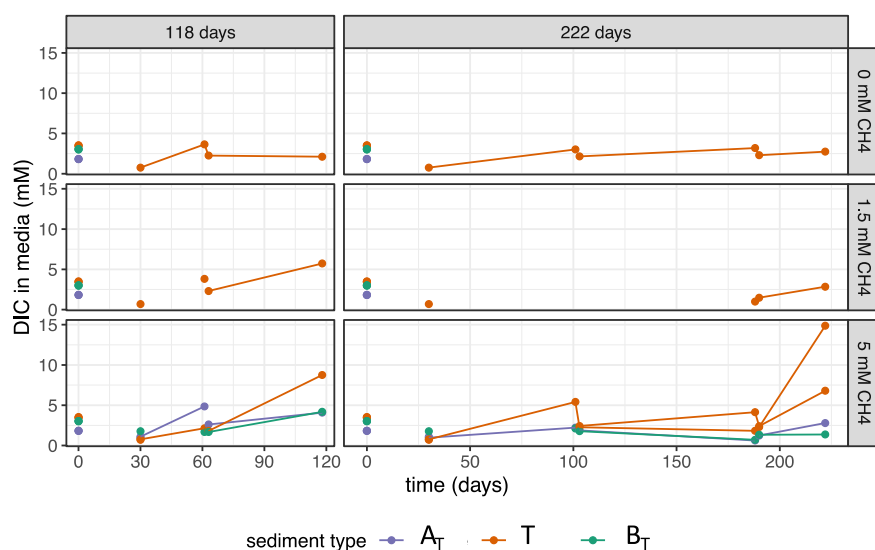 118 days 222 days
15
10
5
0
0 mM CH4
15
10
5
0
1.5 mM CH4
15
10
5
0
5 mM CH4
DIC in media (mM)
0 30 60 90 120 0 50 100 150 200
time (days)
sediment type A_T T B_T